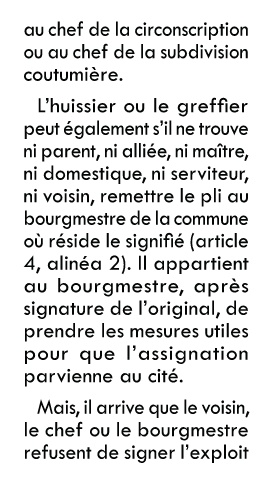 au chef de la circonscription
ou au chef de la subdivision
coutumière.
L'huissier ou le greffier
peut également s'il ne trouve
ni parent, ni alliée, ni maître,
ni domestique, ni serviteur,
ni voisin, remettre le pli au
bourgmestre de la commune
où réside le signifié (article
4, alinéa 2). Il appartient
au bourgmestre, après
signature de l'original, de
prendre les mesures utiles
pour que l'assignation
parvienne au cité.
Mais, il arrive que le voisin,
le chef ou le bourgmestre
refusent de signer l'exploit